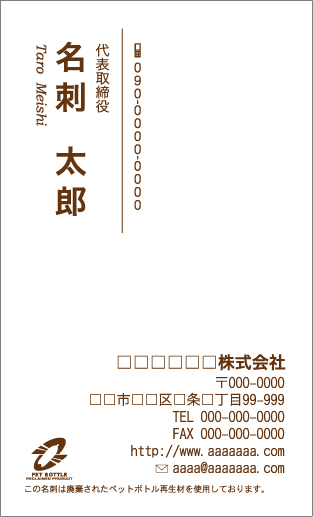 代表取締役
名刺 太郎
Taro Meishi
090-0000-0000
□□□□□□株式会社
〒000-0000
□□市□□区□条□丁目99-999
TEL 000-000-0000
FAX 000-000-0000
http://www.aaaaaaa.com
aaaa@aaaaaaa.com
PET BOTTLE
RECLAIMED PRODUCT
この名刺は廃棄されたペットボトル再生材を使用しております。